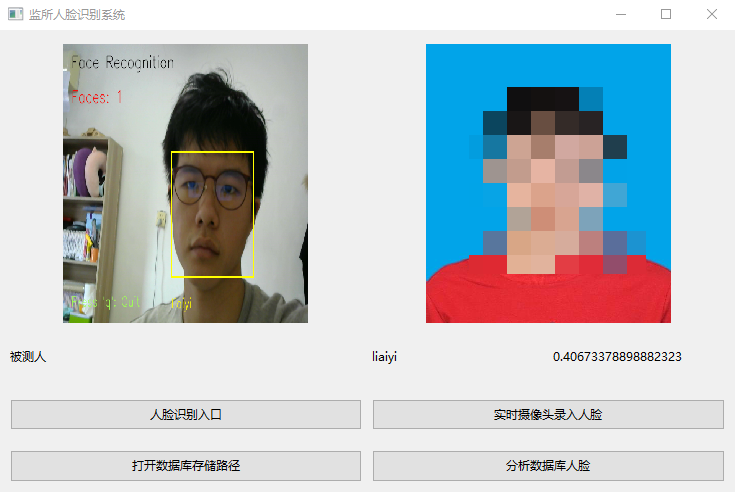 监所人脸识别系统
Face Recognition
Faces: 1
Press 'q': Quit
liaiyi
被测人
liaiyi
0.40673378898882323
人脸识别入口
实时摄像头录入人脸
打开数据库存储路径
分析数据库人脸